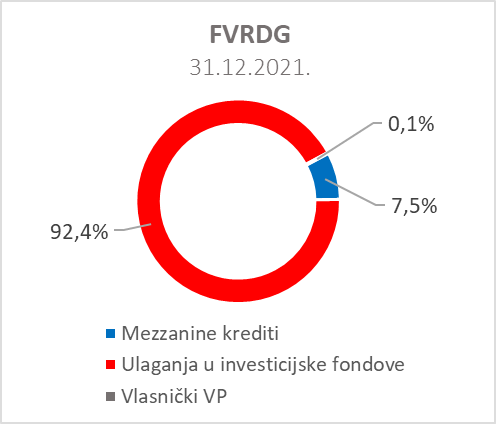 FVRDG
31.12.2021.
0,1%
7,5%
92,4%
Mezzanine krediti
Ulaganja u investicijske fondove
Vlasnički VP